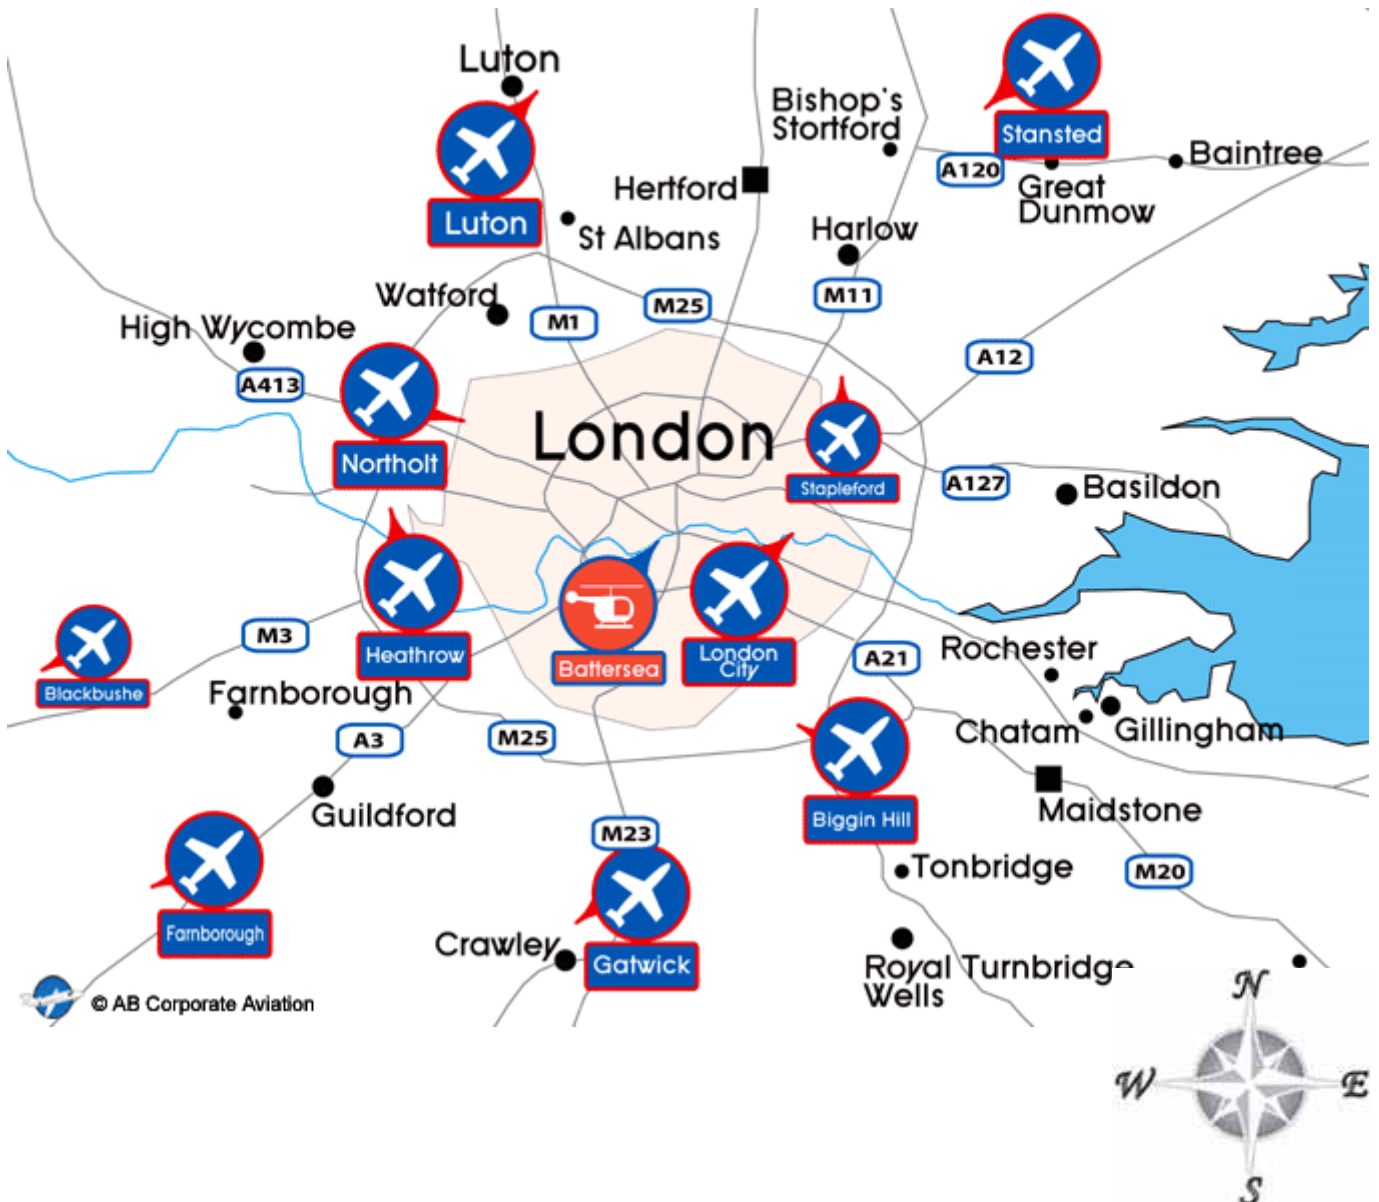 Luton
Bishop's
Stortford
Stansted
A120
Baintree
Great
Dunmow
Hertford
Luton
St Albans
Harlow
Watford
M25
M11
M1
High Wycombe
A413
A12
London
Northolt
Stapleford
A127
Basildon
M3
Heathrow
Battersea
London
City
A21
Rochester
Blackbushe
Farnborough
A3
M25
Chatam
Gillingham
Guildford
Biggin Hill
Maidstone
M23
Tonbridge
M20
Farnborough
Crawley
Gatwick
Royal Turnbridge
Wells
© AB Corporate Aviation
N
W
E
S